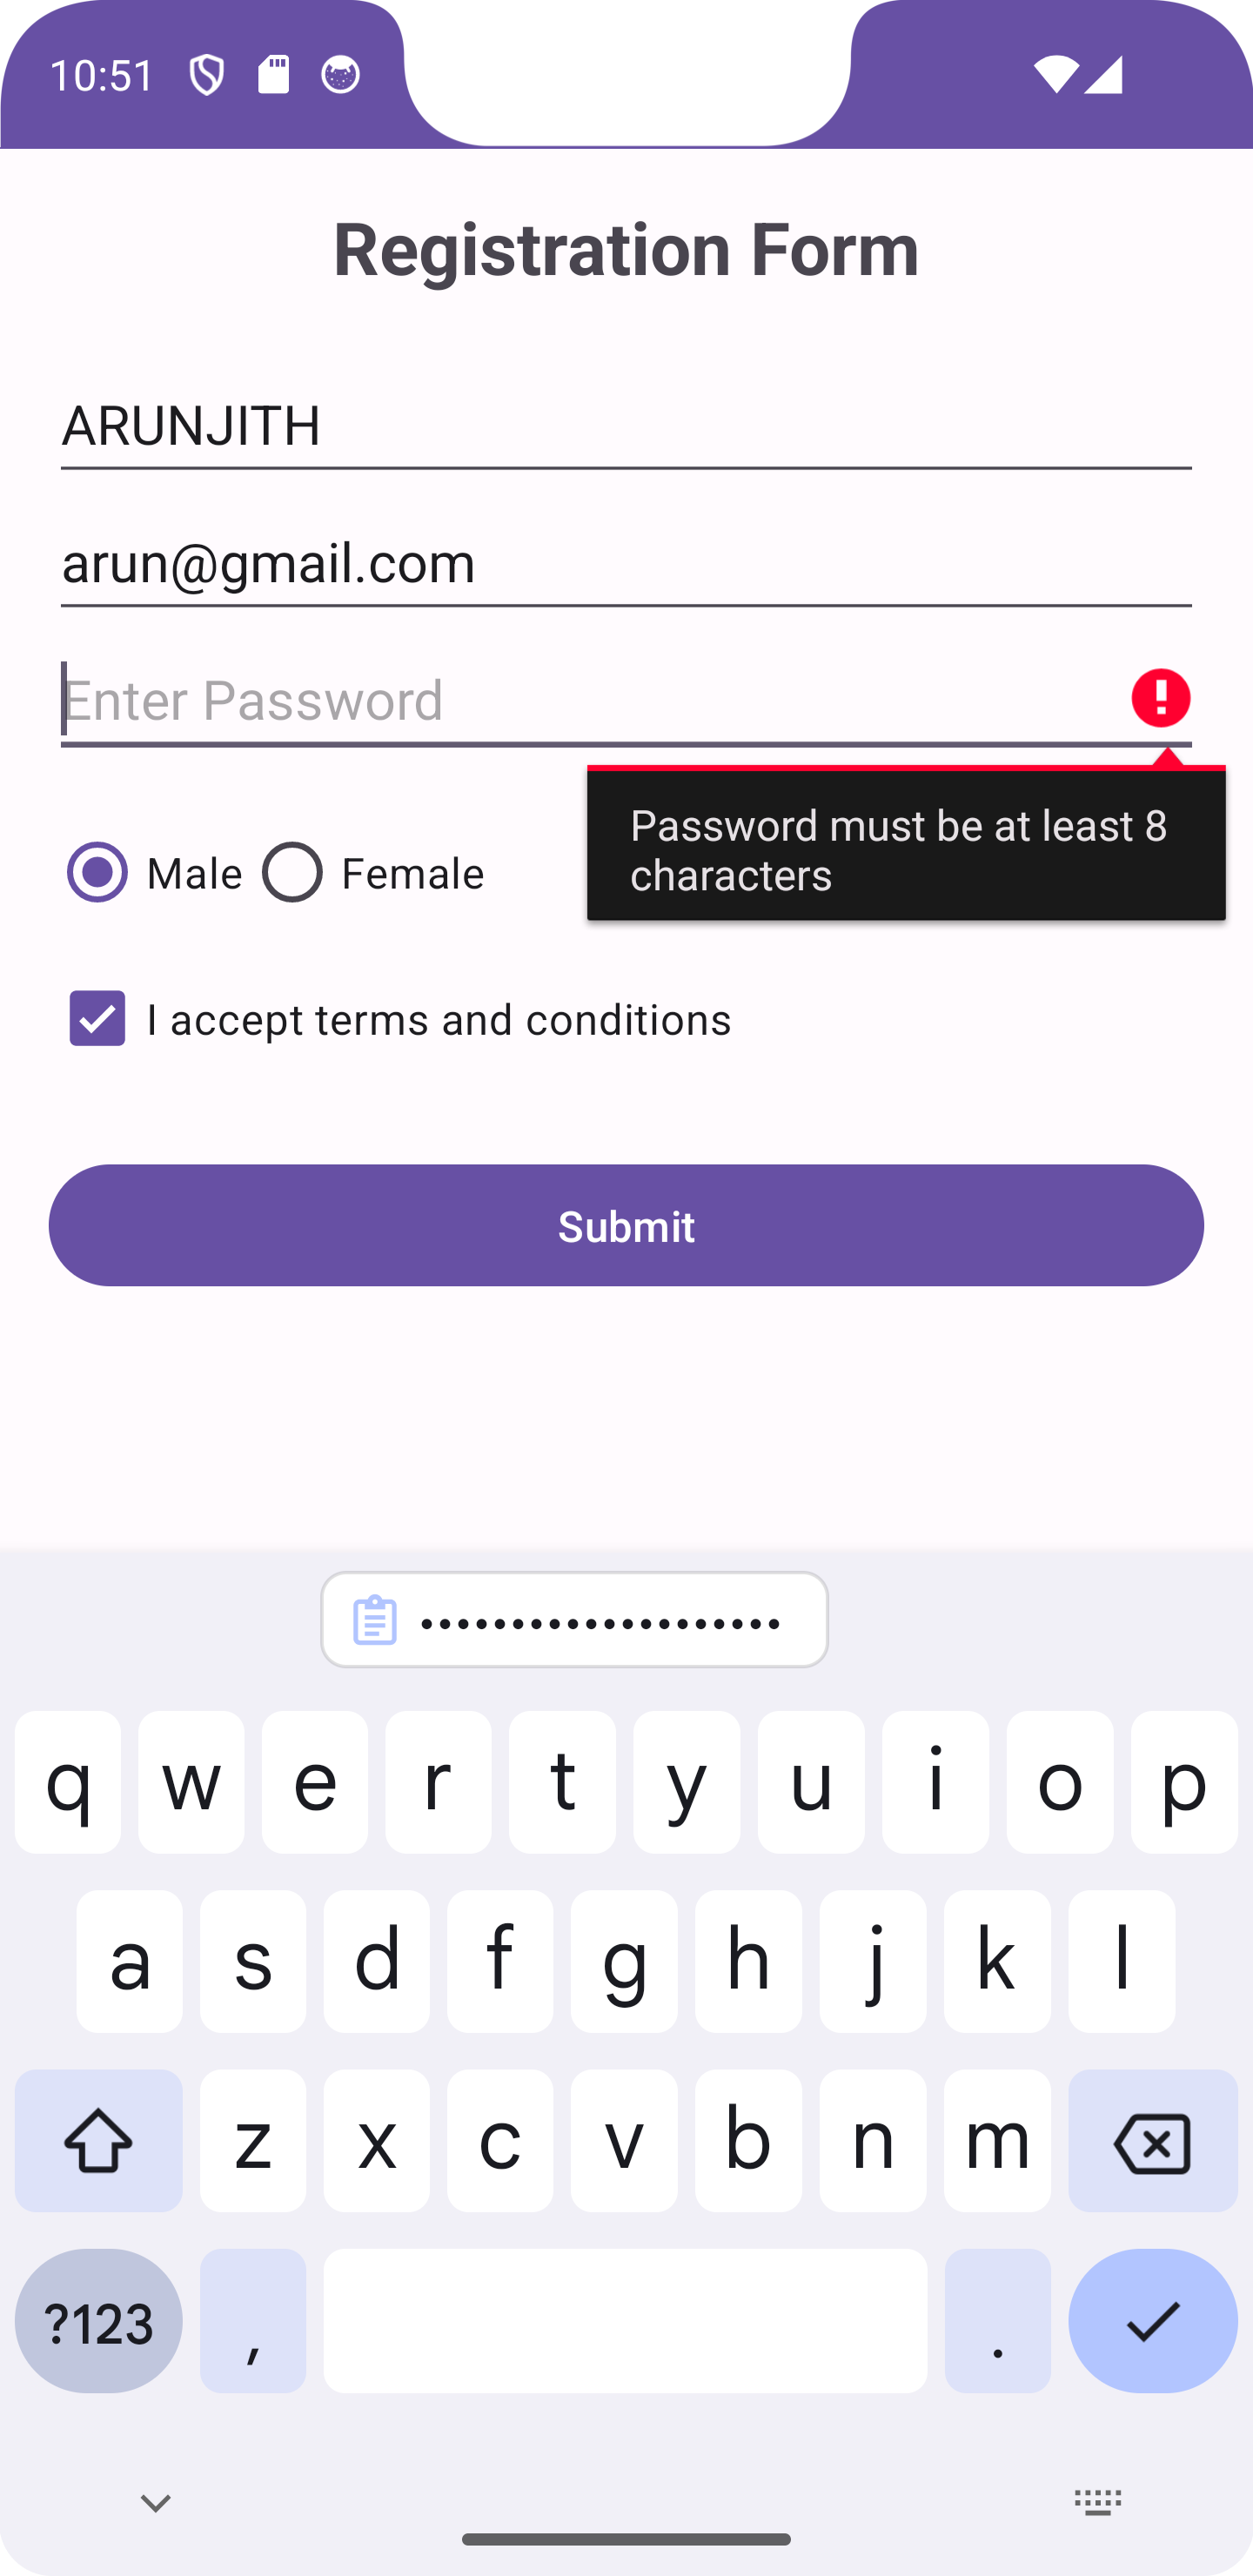 10:51
Registration Form
ARUNJITH
arun@gmail.com
Enter Password
Password must be at least 8
characters
Male Female
I accept terms and conditions
Submit
•••••••••••••••••••• 
q w e r t y u i o p
a s d f g h j k l
z x c v b n m
?123 , .